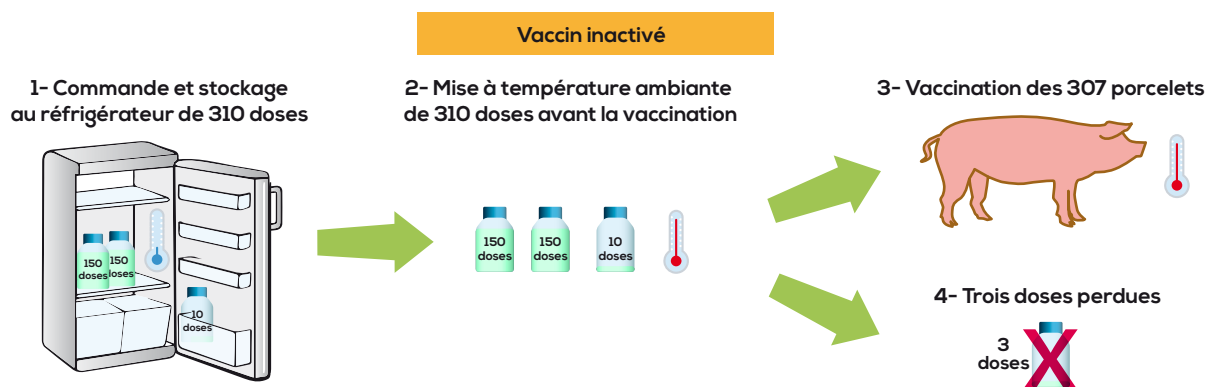 Vaccin inactivé
1- Commande et stockage
au réfrigérateur de 310 doses
150
doses
150
doses
10
doses
2- Mise à température ambiante
de 310 doses avant la vaccination
150
doses
150
doses
10
doses
3- Vaccination des 307 porcelets
4- Trois doses perdues
3
doses